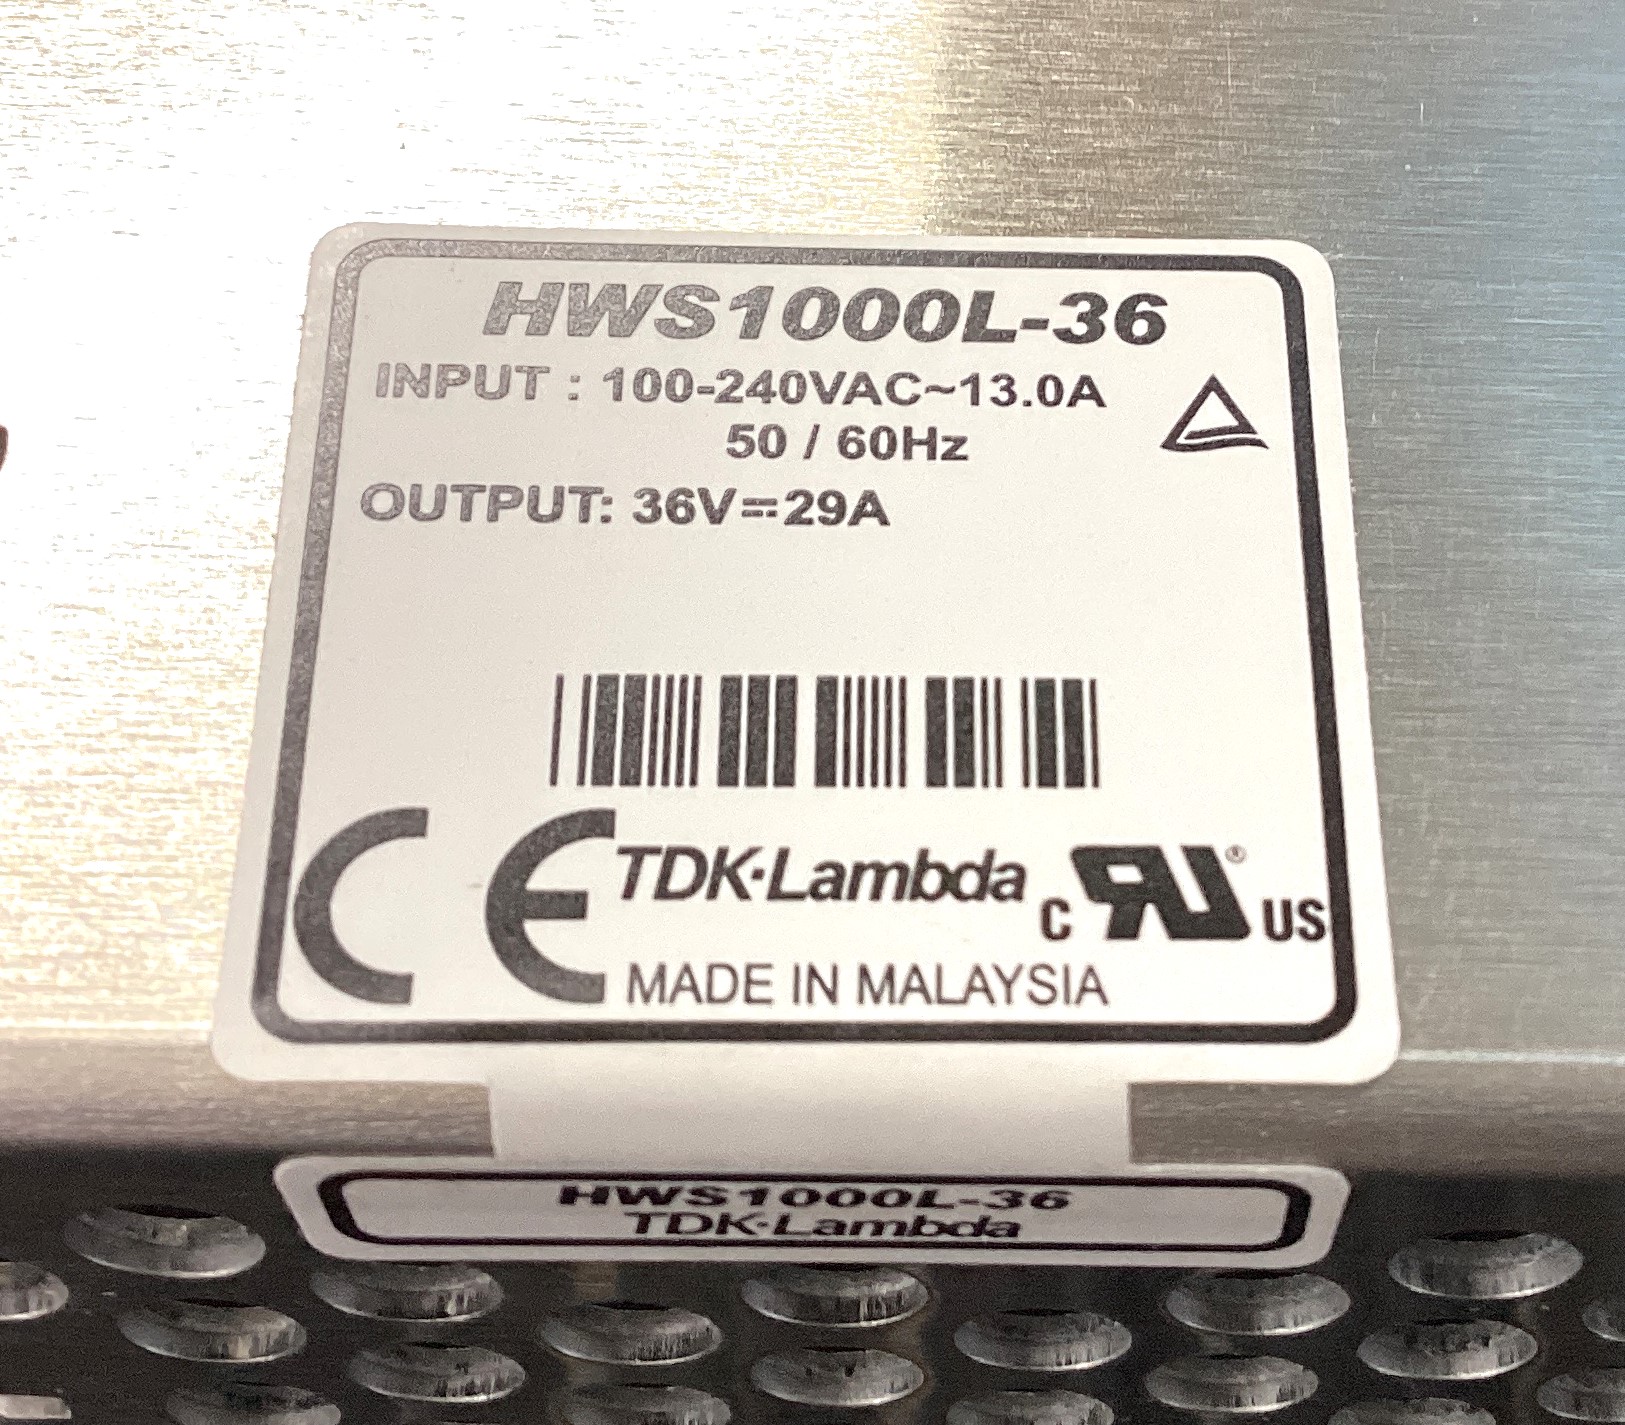 HWS1000L-36
INPUT : 100-240VAC~13.0A
50 / 60Hz
OUTPUT: 36V⎓29A
CE TDK·Lambda c RU® US
MADE IN MALAYSIA
HWS1000L-36
TDK·Lambda